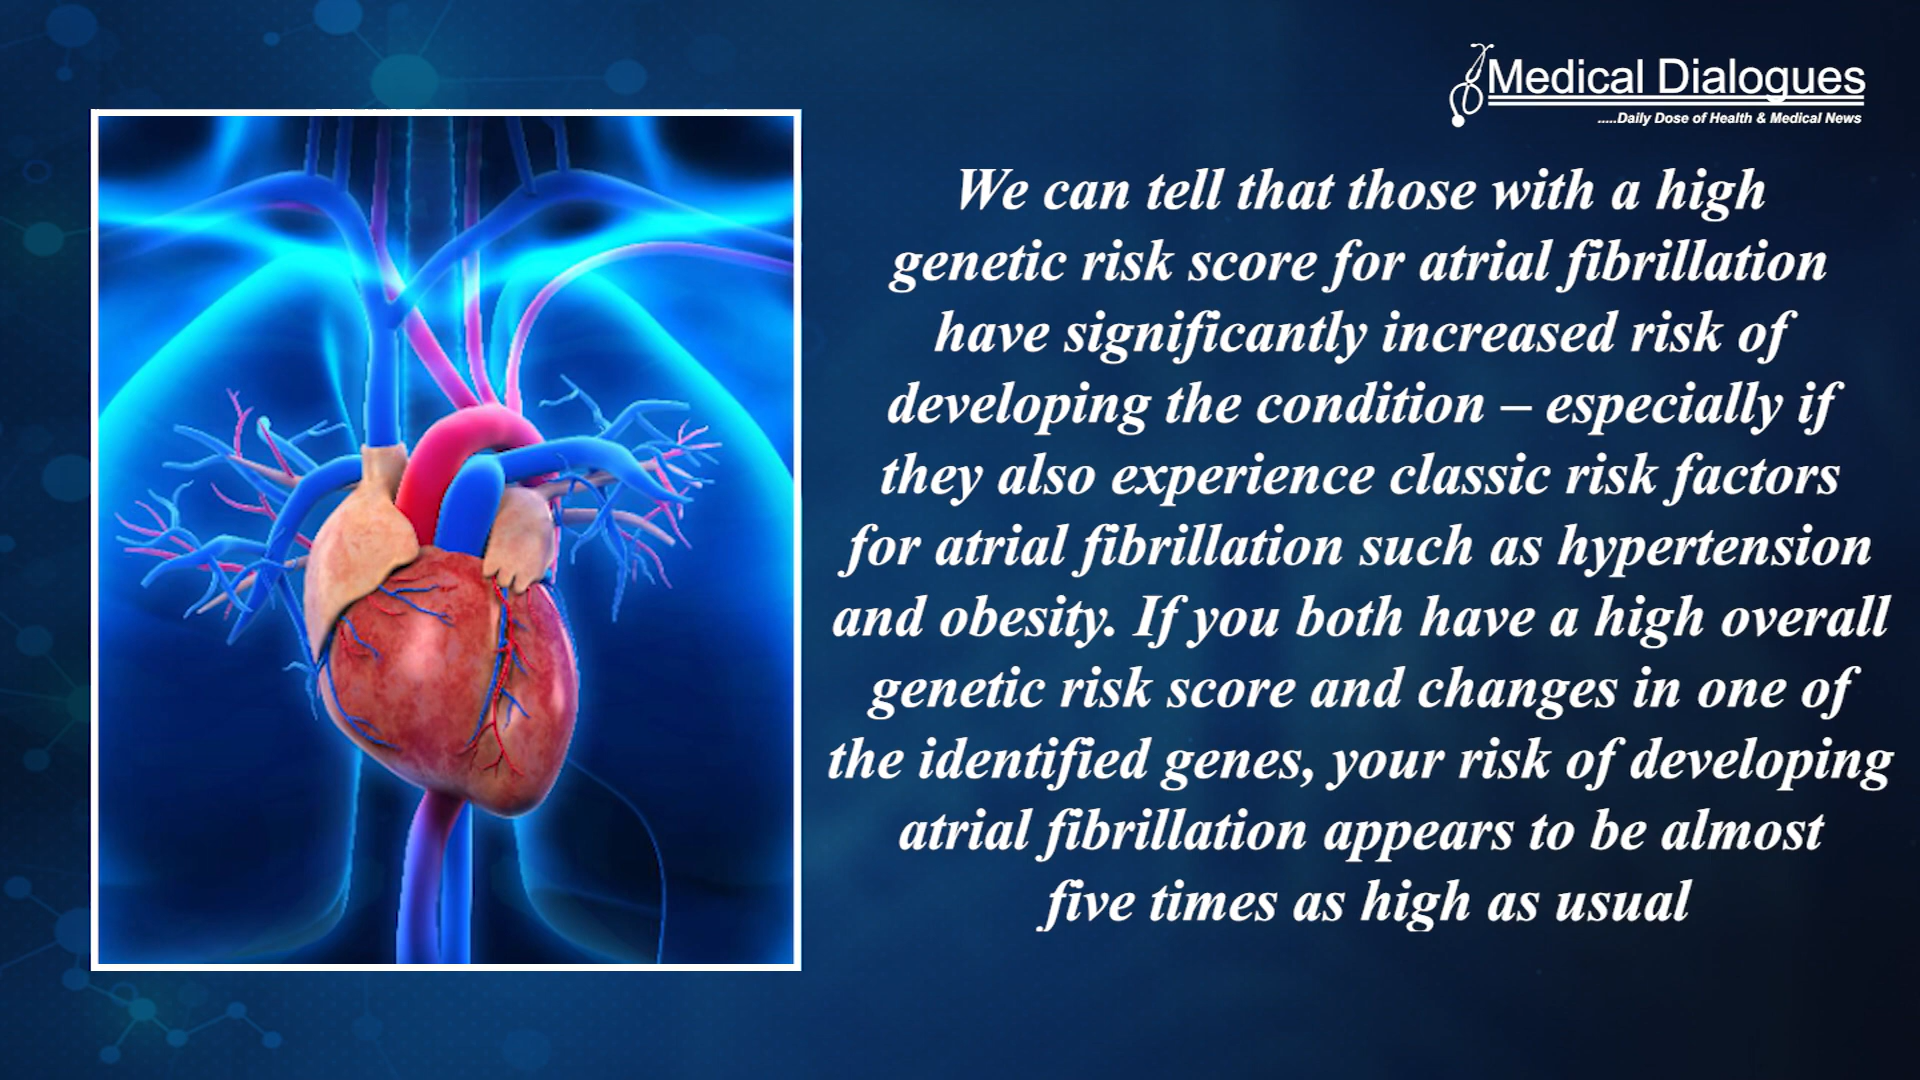 Medical Dialogues
.....Daily Dose of Health & Medical News
We can tell that those with a high
genetic risk score for atrial fibrillation
have significantly increased risk of
developing the condition – especially if
they also experience classic risk factors
for atrial fibrillation such as hypertension
and obesity. If you both have a high overall
genetic risk score and changes in one of
the identified genes, your risk of developing
atrial fibrillation appears to be almost
five times as high as usual